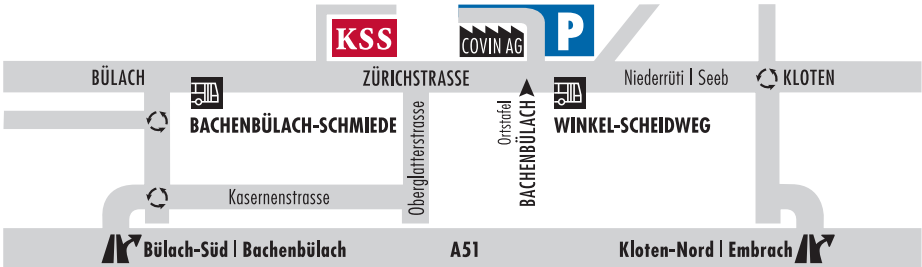 KSS
COVIN AG
P
BÜLACH
ZÜRICHSTRASSE
Niederrüti | Seeb
KLOTEN
BACHENBÜLACH-SCHMIEDE
Oberglatterstrasse
Ortstafel
BACHENBÜLACH
WINKEL-SCHEIDWEG
Kasernenstrasse
Bülach-Süd | Bachenbülach
A51
Kloten-Nord | Embrach